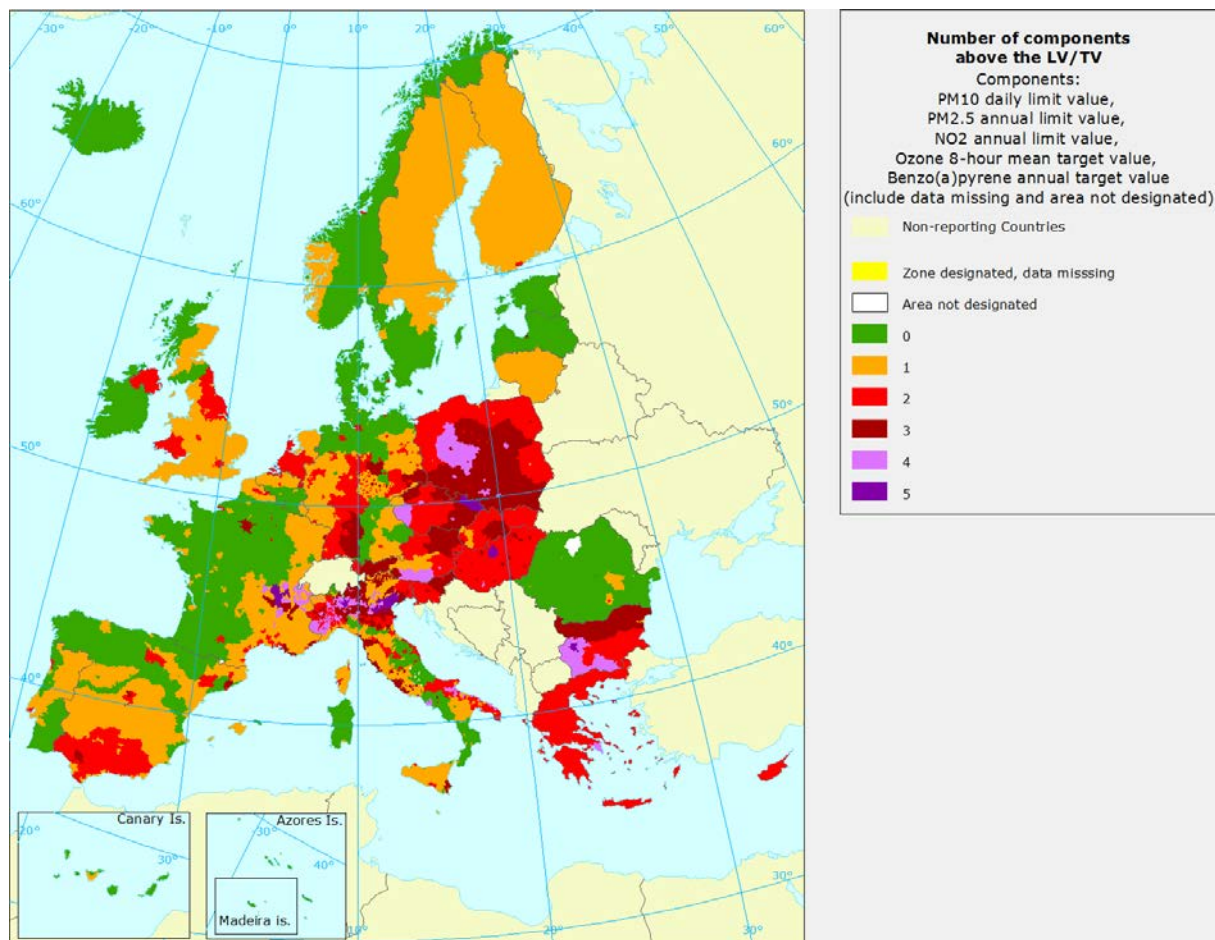 -30°
-20°
-10°
0°
10°
20°
30°
40°
50°
60°
60°
60°
50°
50°
40°
40°
30°
Canary Is.
Azores Is.
20°
30°
-30°
40°
Madeira is.
10°
20°
30°
Number of components
above the LV/TV
Components:
PM10 daily limit value,
PM2.5 annual limit value,
NO2 annual limit value,
Ozone 8-hour mean target value,
Benzo(a)pyrene annual target value
(include data missing and area not designated)
Non-reporting Countries
Zone designated, data misssing
Area not designated
0
1
2
3
4
5